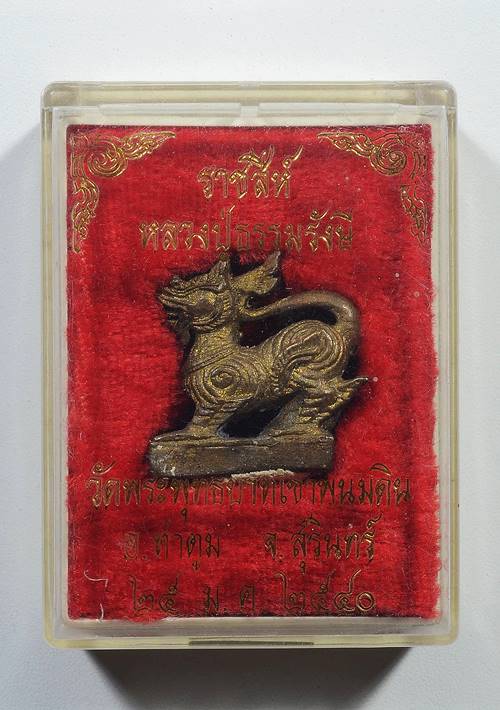 ราชสีห์
หลวงปู่ธรรมรังษี
วัดพระพุทธบาทเขาพนมดิน
อ.ท่าตูม จ.สุรินทร์
๒๕ ม.ค. ๒๕๔๐